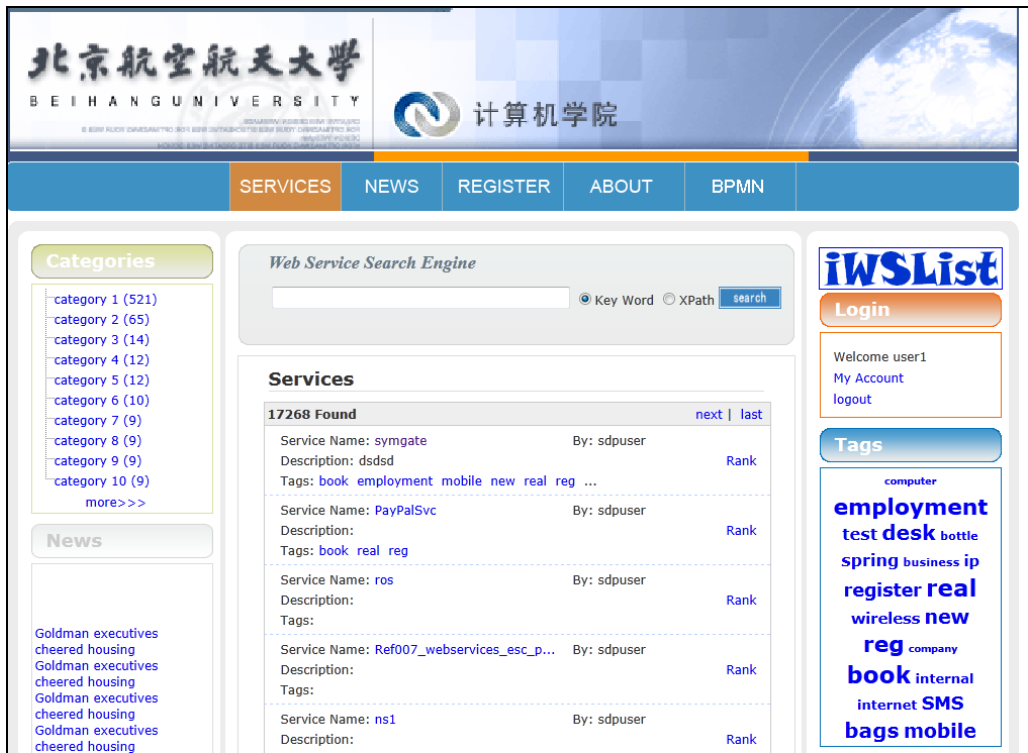 北京航空航天大學
BEIHANGUNIVERSITY
计算机学院
SERVICES NEWS REGISTER ABOUT BPMN
Categories
category 1 (521)
category 2 (65)
category 3 (14)
category 4 (12)
category 5 (12)
category 6 (10)
category 7 (9)
category 8 (9)
category 9 (9)
category 10 (9)
more>>>
News
Goldman executives
cheered housing
Goldman executives
cheered housing
Goldman executives
cheered housing
Goldman executives
cheered housing
Web Service Search Engine
Key Word XPath search
Services
17268 Found next | last
Service Name: symgate By: sdpuser
Description: dsdsd Rank
Tags: book employment mobile new real reg ...
Service Name: PayPalSvc By: sdpuser
Description: Rank
Tags: book real reg
Service Name: ros By: sdpuser
Description: Rank
Tags:
Service Name: Ref007_webservices_esc_p... By: sdpuser
Description: Rank
Tags:
Service Name: ns1 By: sdpuser
Description: Rank
iWSList
Login
Welcome user1
My Account
logout
Tags
computer
employment
test desk bottle
spring business ip
register real
wireless new
reg company
book internal
internet SMS
bags mobile